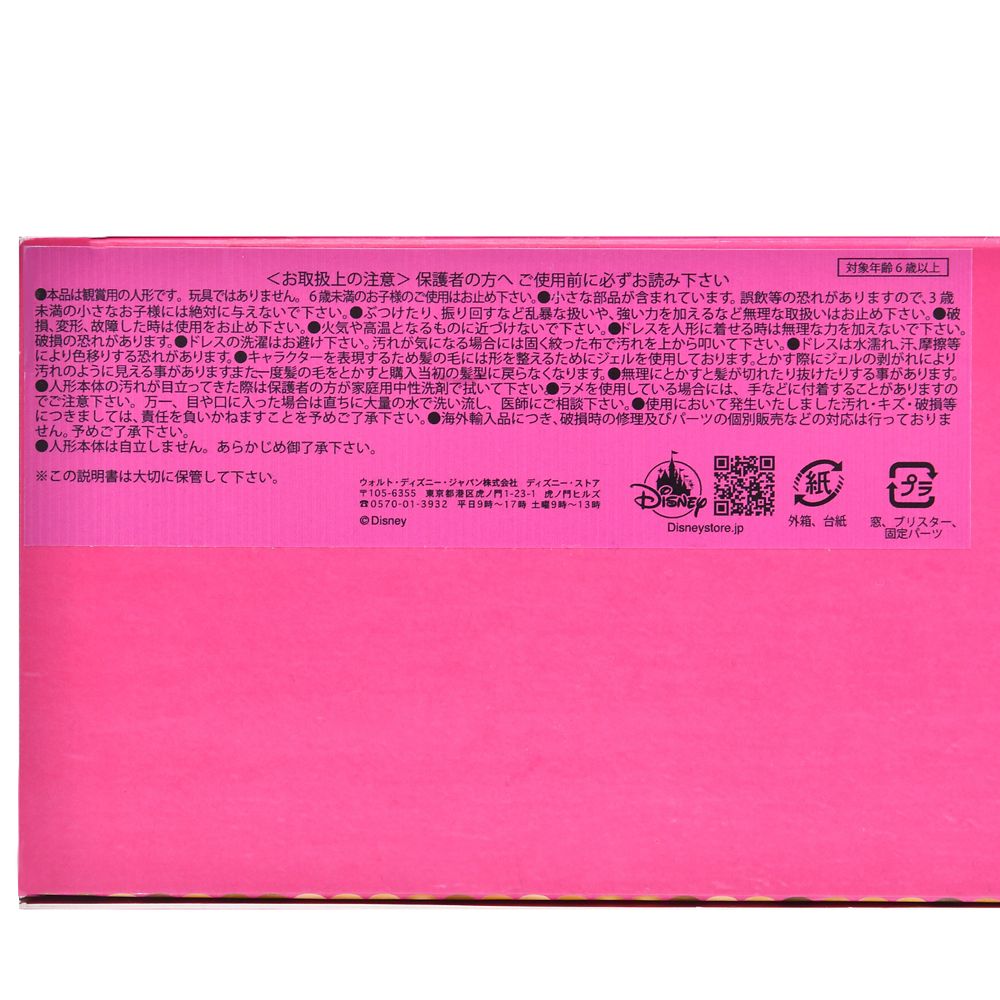 対象年齢6歳以上
＜お取扱上の注意＞ 保護者の方へ ご使用前に必ずお読み下さい
●本品は観賞用の人形です。玩具ではありません。6歳未満のお子様のご使用はお止め下さい。●小さな部品が含まれています。誤飲等の恐れがありますので、3歳
未満の小さなお子様には絶対に与えないで下さい。●ぶつけたり、振り回すなど乱暴な扱いや、強い力を加えるなど無理な取扱いはお止め下さい。●破
損、変形、故障した時は使用をお止め下さい。●火気や高温となるものに近づけないで下さい。●ドレスを人形に着せる時は無理な力を加えないで下さい。
破損の恐れがあります。●ドレスの洗濯はお避け下さい。汚れが気になる場合には固く絞った布で汚れを上から叩いて下さい。●ドレスは水濡れ、汗、摩擦等
により色移りする恐れがあります。●キャラクターを表現するため髪の毛には形を整えるためにジェルを使用しております。とかす際にジェルの剥がれにより
汚れのように見える事がありますまた、一度髪の毛をとかすと購入当初の髪型に戻らなくなります。●無理にとかすと髪が切れたり抜けたりする事があります。
●人形本体の汚れが目立ってきた際は保護者の方が家庭用中性洗剤で拭いて下さい。●ラメを使用している場合には、手などに付着することがありますの
でご注意下さい。万一、目や口に入った場合は直ちに大量の水で洗い流し、医師にご相談下さい。●使用において発生いたしました汚れ・キズ・破損等
につきましては、責任を負いかねますことを予めご了承下さい。●海外輸入品につき、破損時の修理及びパーツの個別販売などの対応は行っておりま
せん。予めご了承下さい。
●人形本体は自立しません。あらかじめ御了承下さい。
※この説明書は大切に保管して下さい。
ウォルト・ディズニー・ジャパン株式会社 ディズニー・ストア
〒105-6355 東京都港区虎ノ門1-23-1 虎ノ門ヒルズ
☎0570-01-3932 平日9時〜17時 土曜9時〜13時
©Disney
Disney
Disneystore.jp
紙
外箱、台紙
プラ
窓、ブリスター、
固定パーツ